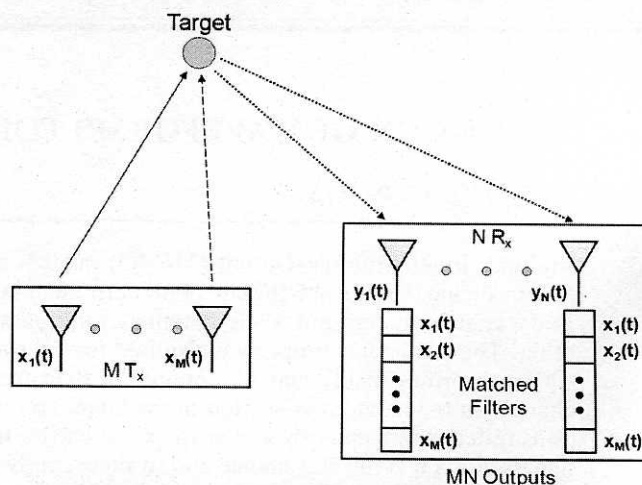 Target
N Rx
y1(t)
yN(t)
x1(t)
xM(t)
M Tx
x1(t)
x2(t)
xM(t)
x1(t)
x2(t)
xM(t)
Matched
Filters
MN Outputs